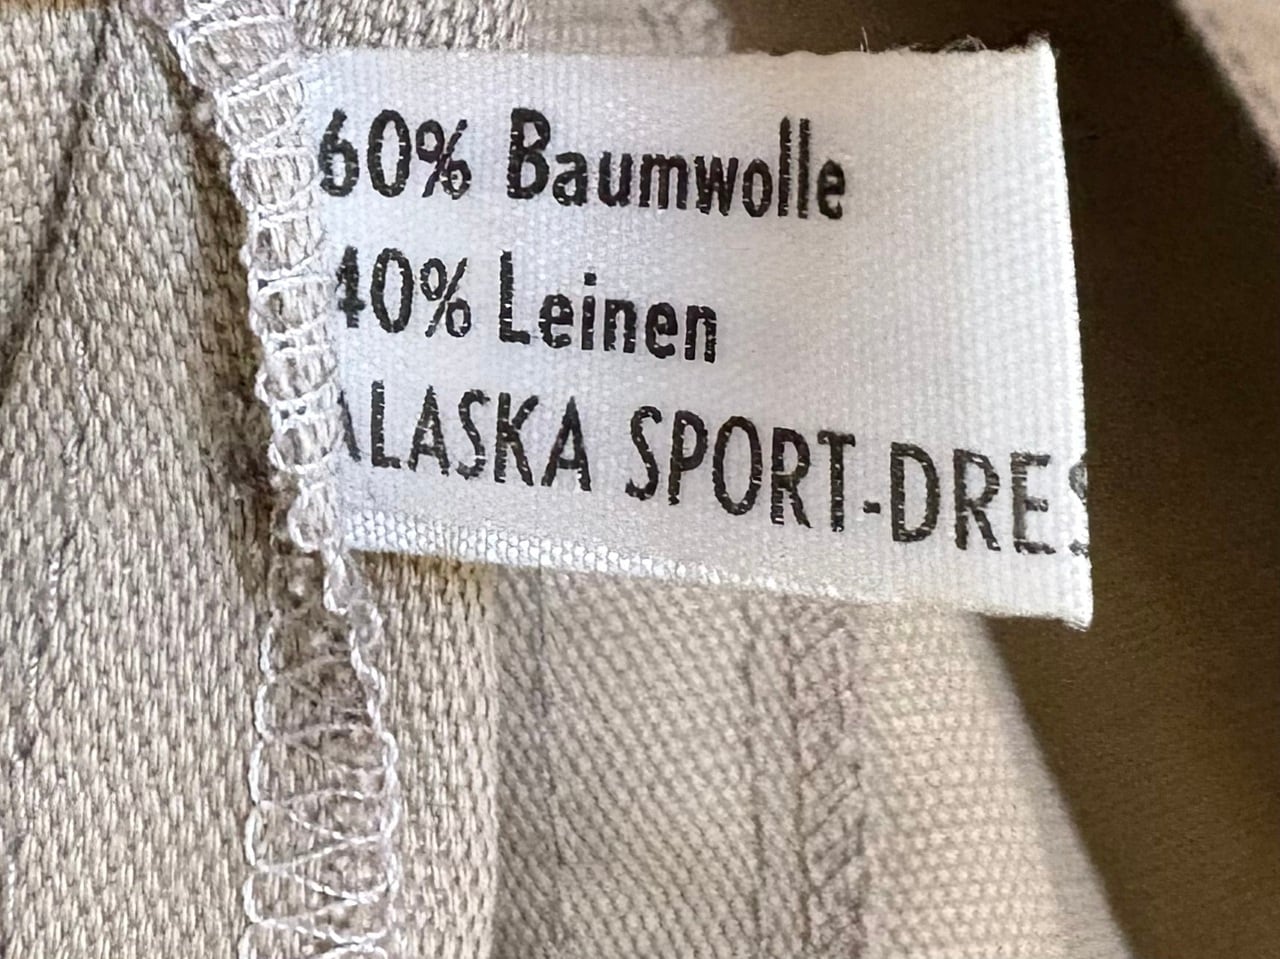 60% Baumwolle
40% Leinen
ALASKA SPORT-DRES